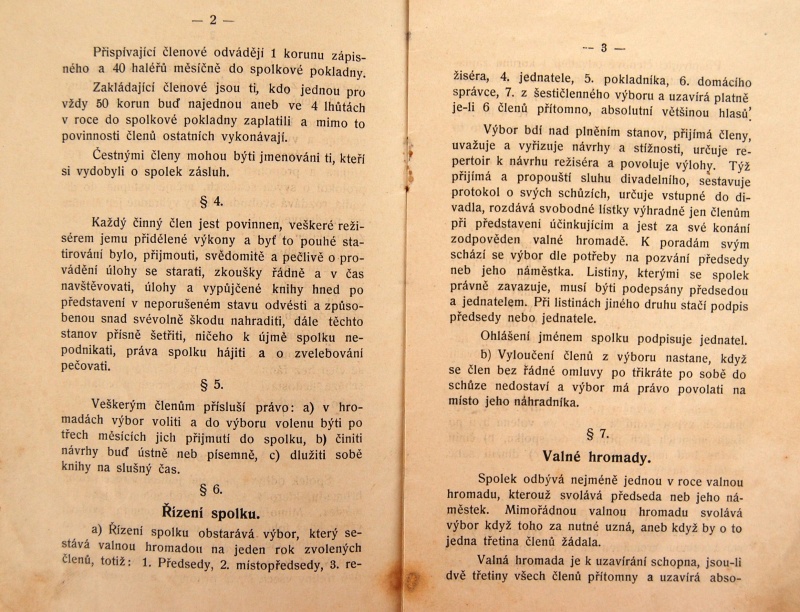 — 2 —
Přispívající členové odvádějí 1 korunu zápis-
ného a 40 haléřů měsíčně do spolkové pokladny.
Zakládající členové jsou ti, kdo jednou pro
vždy 50 korun buď najednou aneb ve 4 lhůtách
v roce do spolkové pokladny zaplatili a mimo to
povinnosti členů ostatních vykonávají.
Čestnými členy mohou býti jmenováni ti, kteří
si vydobyli o spolek zásluh.
§ 4.
Každý činný člen jest povinnen, veškeré reži-
sérem jemu přidělené výkony a byť to pouhé sta-
tirování bylo, přijmouti, svědomitě a pečlivě o pro-
vádění úlohy se starati, zkoušky řádně a v čas
navštěvovati, úlohy a vypůjčené knihy hned po
představení v neporušeném stavu odvésti a způso-
benou snad svévolně škodu nahraditi, dále těchto
stanov přísně šetřiti, ničeho k újmě spolku ne-
podnikati, práva spolku hájiti a o zvelebování
pečovati.
§ 5.
Veškerým členům přísluší právo: a) v hro-
madách výbor voliti a do výboru volenu býti po
třech měsících jich přijmutí do spolku, b) činiti
návrhy buď ústně neb písemně, c) dlužiti sobě
knihy na slušný čas.
§ 6.
Řízení spolku.
a) Řízení spolku obstarává výbor, který se-
stává valnou hromadou na jeden rok zvolených
členů, totiž: 1. Předsedy, 2. místopředsedy, 3. re-
— 3 —
žiséra, 4. jednatele, 5. pokladníka, 6. domácího
správce, 7. z šestičlenného výboru a uzavírá platně
je-li 6 členů přítomno, absolutní většinou hlasů.
Výbor bdí nad plněním stanov, přijímá členy,
uvažuje a vyřizuje návrhy a stížnosti, určuje re-
pertoir k návrhu režiséra a povoluje výlohy. Týž
přijímá a propouští sluhu divadelního, sestavuje
protokol o svých schůzích, určuje vstupné do di-
vadla, rozdává svobodné lístky výhradné jen členům
při představení účinkujícím a jest za své konání
zodpověden valné hromadě. K poradám svým
schází se výbor dle potřeby na pozvání předsedy
neb jeho náměstka. Listiny, kterými se spolek
právně zavazuje, musí býti podepsány předsedou
a jednatelem. Při listinách jiného druhu stačí podpis
předsedy nebo jednatele.
Ohlášení jménem spolku podpisuje jednatel.
b) Vyloučení členů z výboru nastane, když
se člen bez řádné omluvy po třikráte po sobě do
schůze nedostaví a výbor má právo povolati na
místo jeho náhradníka.
§ 7.
Valné hromady.
Spolek odbývá nejméně jednou v roce valnou
hromadu, kterouž svolává předseda neb jeho ná-
městek. Mimořádnou valnou hromadu svolává
výbor když toho za nutné uzná, aneb když by o to
jedna třetina členů žádala.
Valná hromada je k uzavírání schopna, jsou-li
dvě třetiny všech členů přítomny a uzavírá abso-